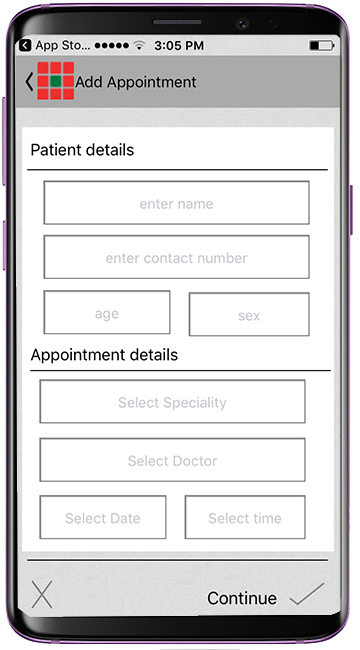 App Sto... 3:05 PM
Add Appointment
Patient details
enter name
enter contact number
age sex
Appointment details
Select Speciality
Select Doctor
Select Date Select time
Continue